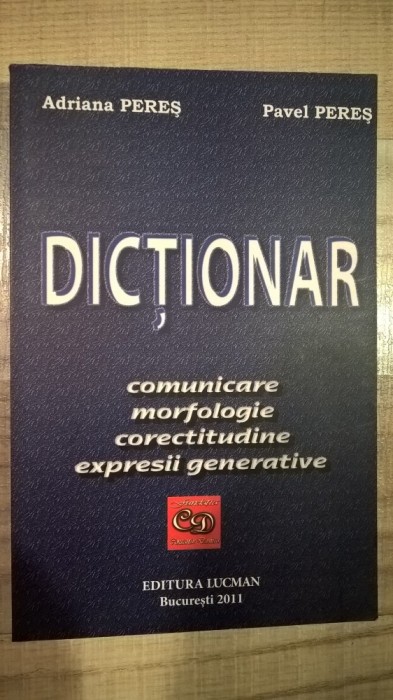 Adriana PEREȘ Pavel PEREȘ
DICȚIONAR
comunicare
morfologie
corectitudine
expresii generative
CD
EDITURA LUCMAN
București 2011